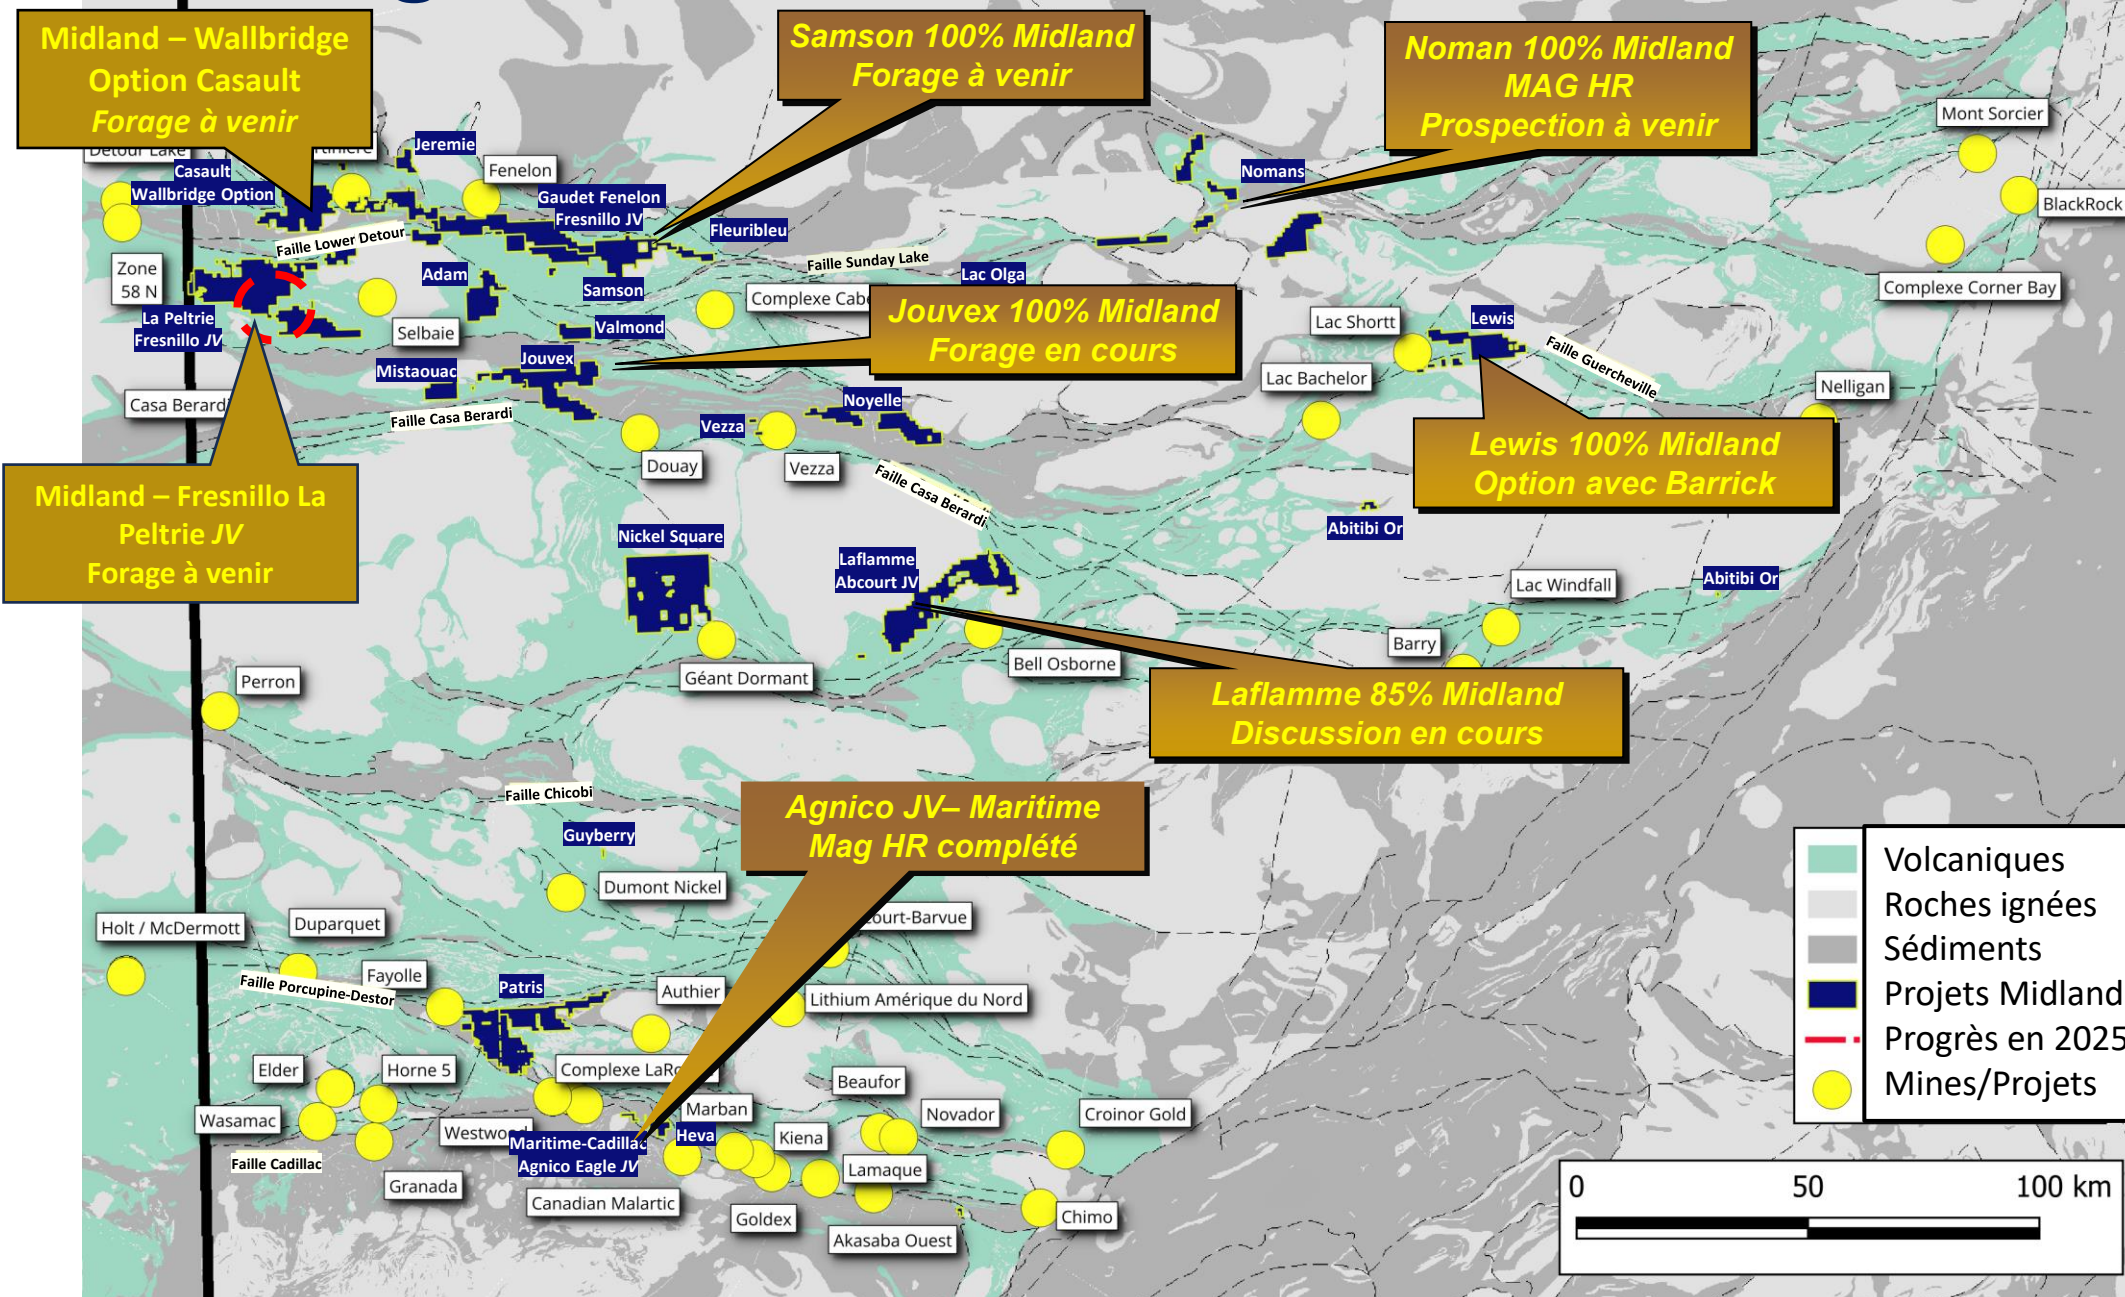 Midland – Wallbridge
Option Casault
Forage à venir
Samson 100% Midland
Forage à venir
Noman 100% Midland
MAG HR
Prospection à venir
Mont Sorcier
BlackRock
Complexe Corner Bay
Detour Lake
Jeremie
Fenelon
Casault
Wallbridge Option
Gaudet Fenelon
Fresnillo JV
Fleuribleu
Nomans
Faille Lower Detour
Faille Sunday Lake
Zone
58 N
Adam
Samson
Lac Olga
Complexe
La Peltrie
Fresnillo JV
Selbaie
Valmond
Jouvex 100% Midland
Forage en cours
Lac Shortt
Lewis
Faille Guercheville
Jouvex
Mistaouac
Lac Bachelor
Nelligan
Casa Berardi
Faille Casa Berardi
Noyelle
Vezza
Douay
Vezza
Faille Casa Berardi
Lewis 100% Midland
Option avec Barrick
Midland – Fresnillo La
Peltrie JV
Forage à venir
Nickel Square
Laflamme
Abcourt JV
Abitibi Or
Lac Windfall
Abitibi Or
Barry
Bell Osborne
Géant Dormant
Perron
Laflamme 85% Midland
Discussion en cours
Faille Chicobi
Guyberry
Agnico JV– Maritime
Mag HR complété
Dumont Nickel
Holt / McDermott
Duparquet
court-Barvue
Fayolle
Faille Porcupine-Destor
Patris
Authier
Lithium Amérique du Nord
Elder
Horne 5
Complexe
Beaufor
Wasamac
Marban
Novador
Croinor Gold
Westwood
Maritime-Cadillac
Agnico Eagle JV
Heva
Kiena
Faille Cadillac
Granada
Lamaque
Canadian Malartic
Goldex
Akasaba Ouest
Chimo
Volcaniques
Roches ignées
Sédiments
Projets Midland
Progrès en 2025
Mines/Projets
0 50 100 km